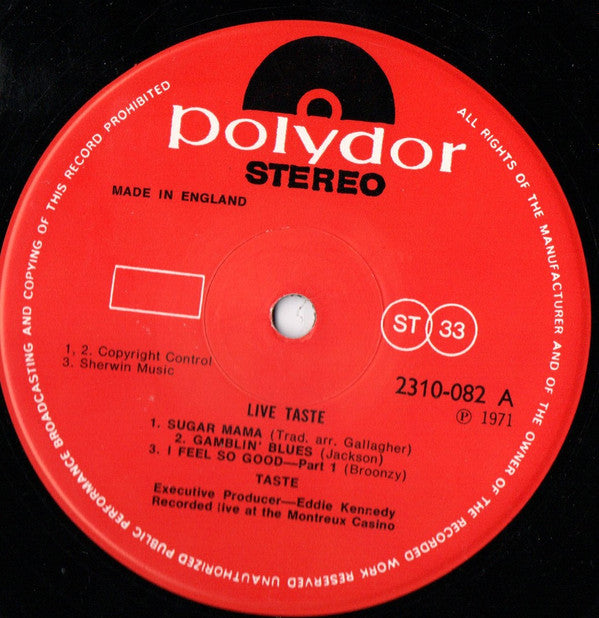 polydor
STEREO
MADE IN ENGLAND
ST 33
1, 2. Copyright Control
3. Sherwin Music
2310-082 A
℗ 1971
LIVE TASTE
1. SUGAR MAMA (Trad. arr. Gallagher)
2. GAMBLIN' BLUES (Jackson)
3. I FEEL SO GOOD—Part 1 (Broonzy)
TASTE
Executive Producer—Eddie Kennedy
Recorded live at the Montreux Casino
ALL RIGHTS OF THE MANUFACTURER AND OF THE OWNER OF THE RECORDED WORK RESERVED UNAUTHORIZED PUBLIC PERFORMANCE BROADCASTING AND COPYING OF THIS RECORD PROHIBITED